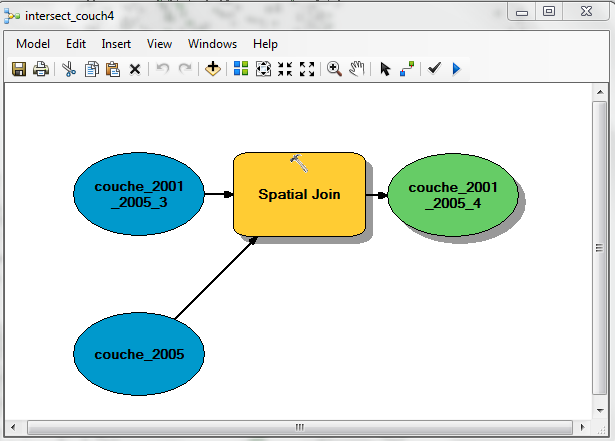 intersect_couch4
Model Edit Insert View Windows Help
couche_2001
_2005_3
Spatial Join
couche_2001
_2005_4
couche_2005